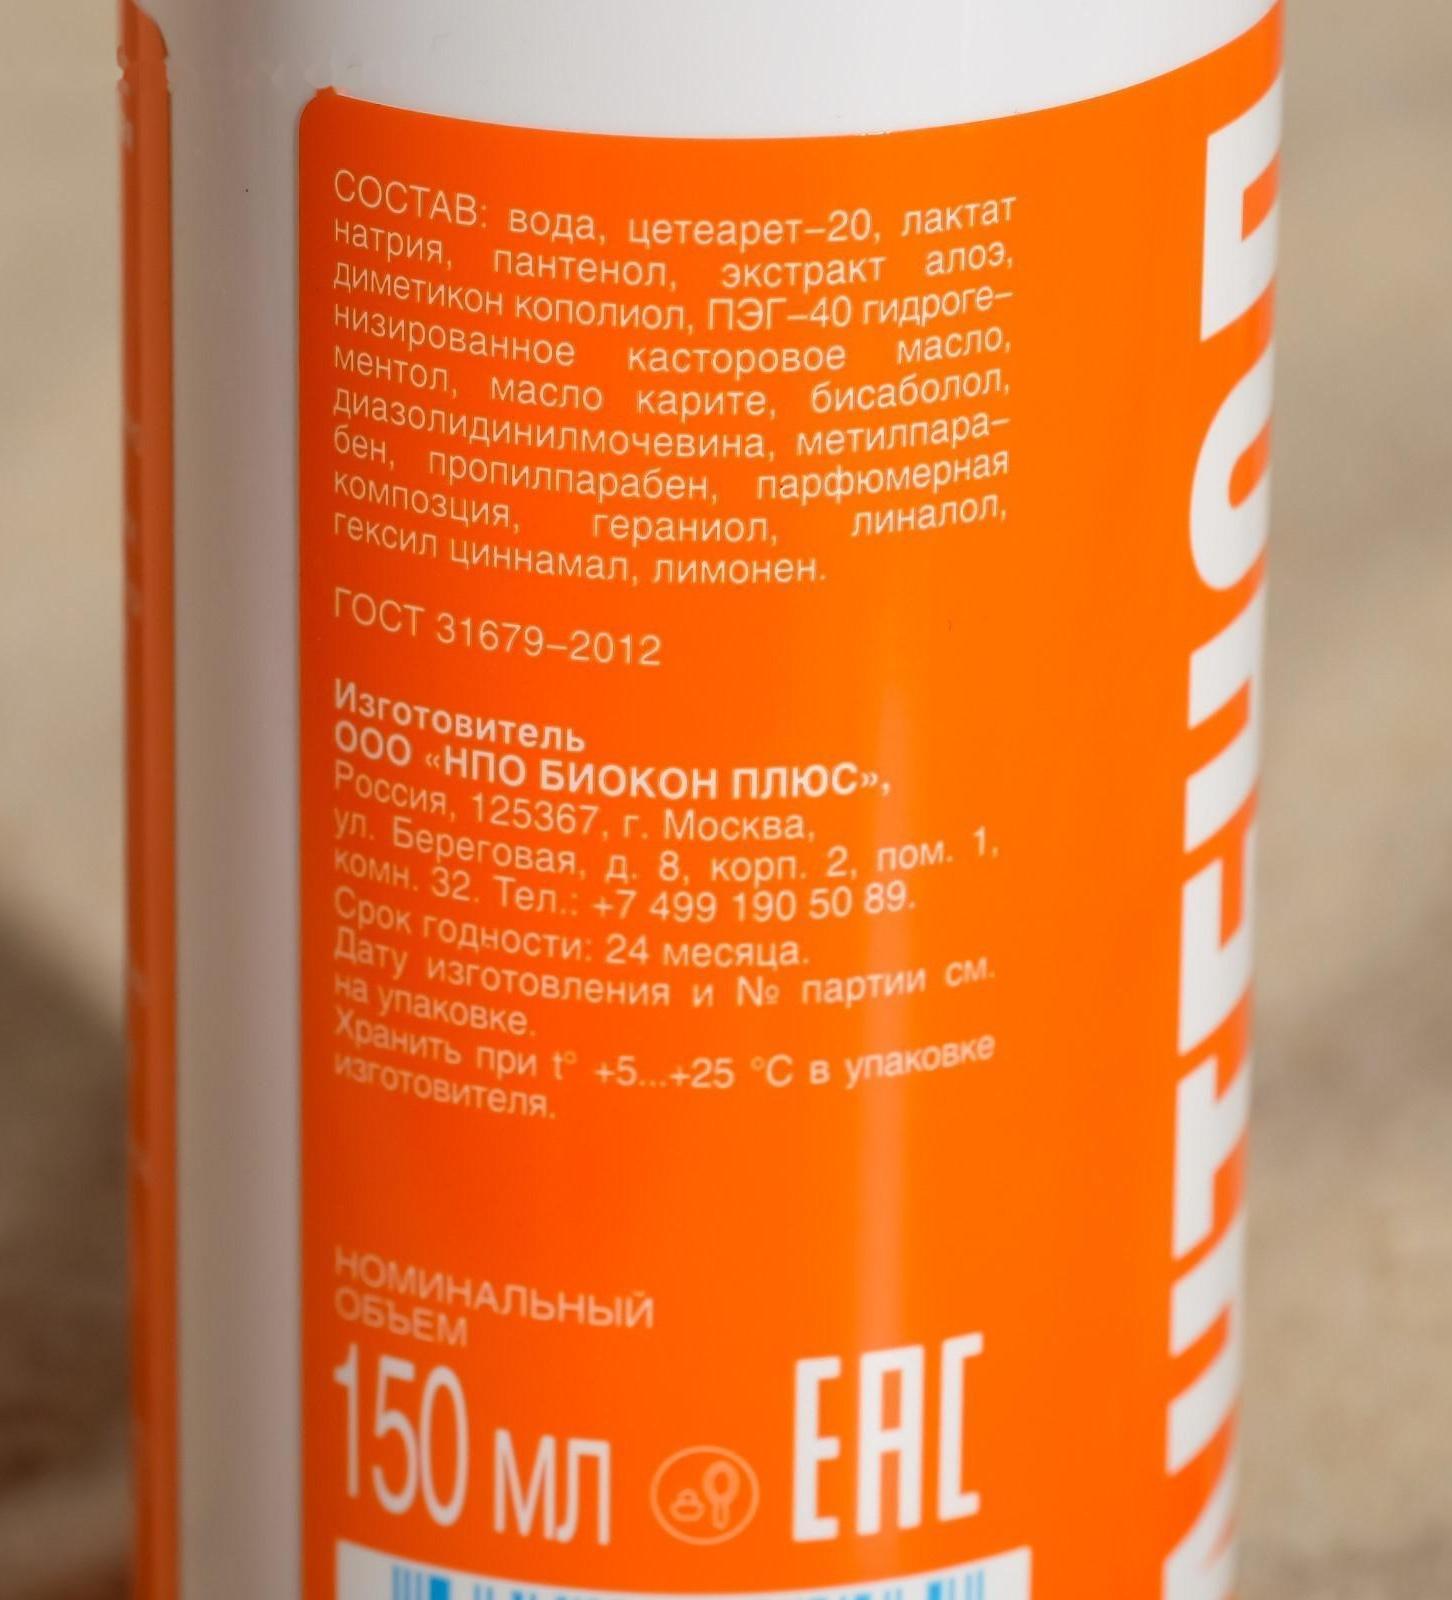 СОСТАВ: вода, цетеарет–20, лактат
натрия, пантенол, экстракт алоэ,
диметикон кополиол, ПЭГ–40 гидроге–
низированное касторовое масло,
ментол, масло карите, бисаболол,
диазолидинилмочевина, метилпара–
бен, пропилпарабен, парфюмерная
композция, гераниол, линалол,
гексил циннамал, лимонен.
ГОСТ 31679–2012
Изготовитель
ООО «НПО БИОКОН ПЛЮС»,
Россия, 125367, г. Москва,
ул. Береговая, д. 8, корп. 2, пом. 1,
комн. 32. Тел.: +7 499 190 50 89.
Срок годности: 24 месяца.
Дату изготовления и № партии см.
на упаковке.
Хранить при t° +5...+25 °C в упаковке
изготовителя.
НОМИНАЛЬНЫЙ
ОБЪЕМ
150 МЛ
EAC